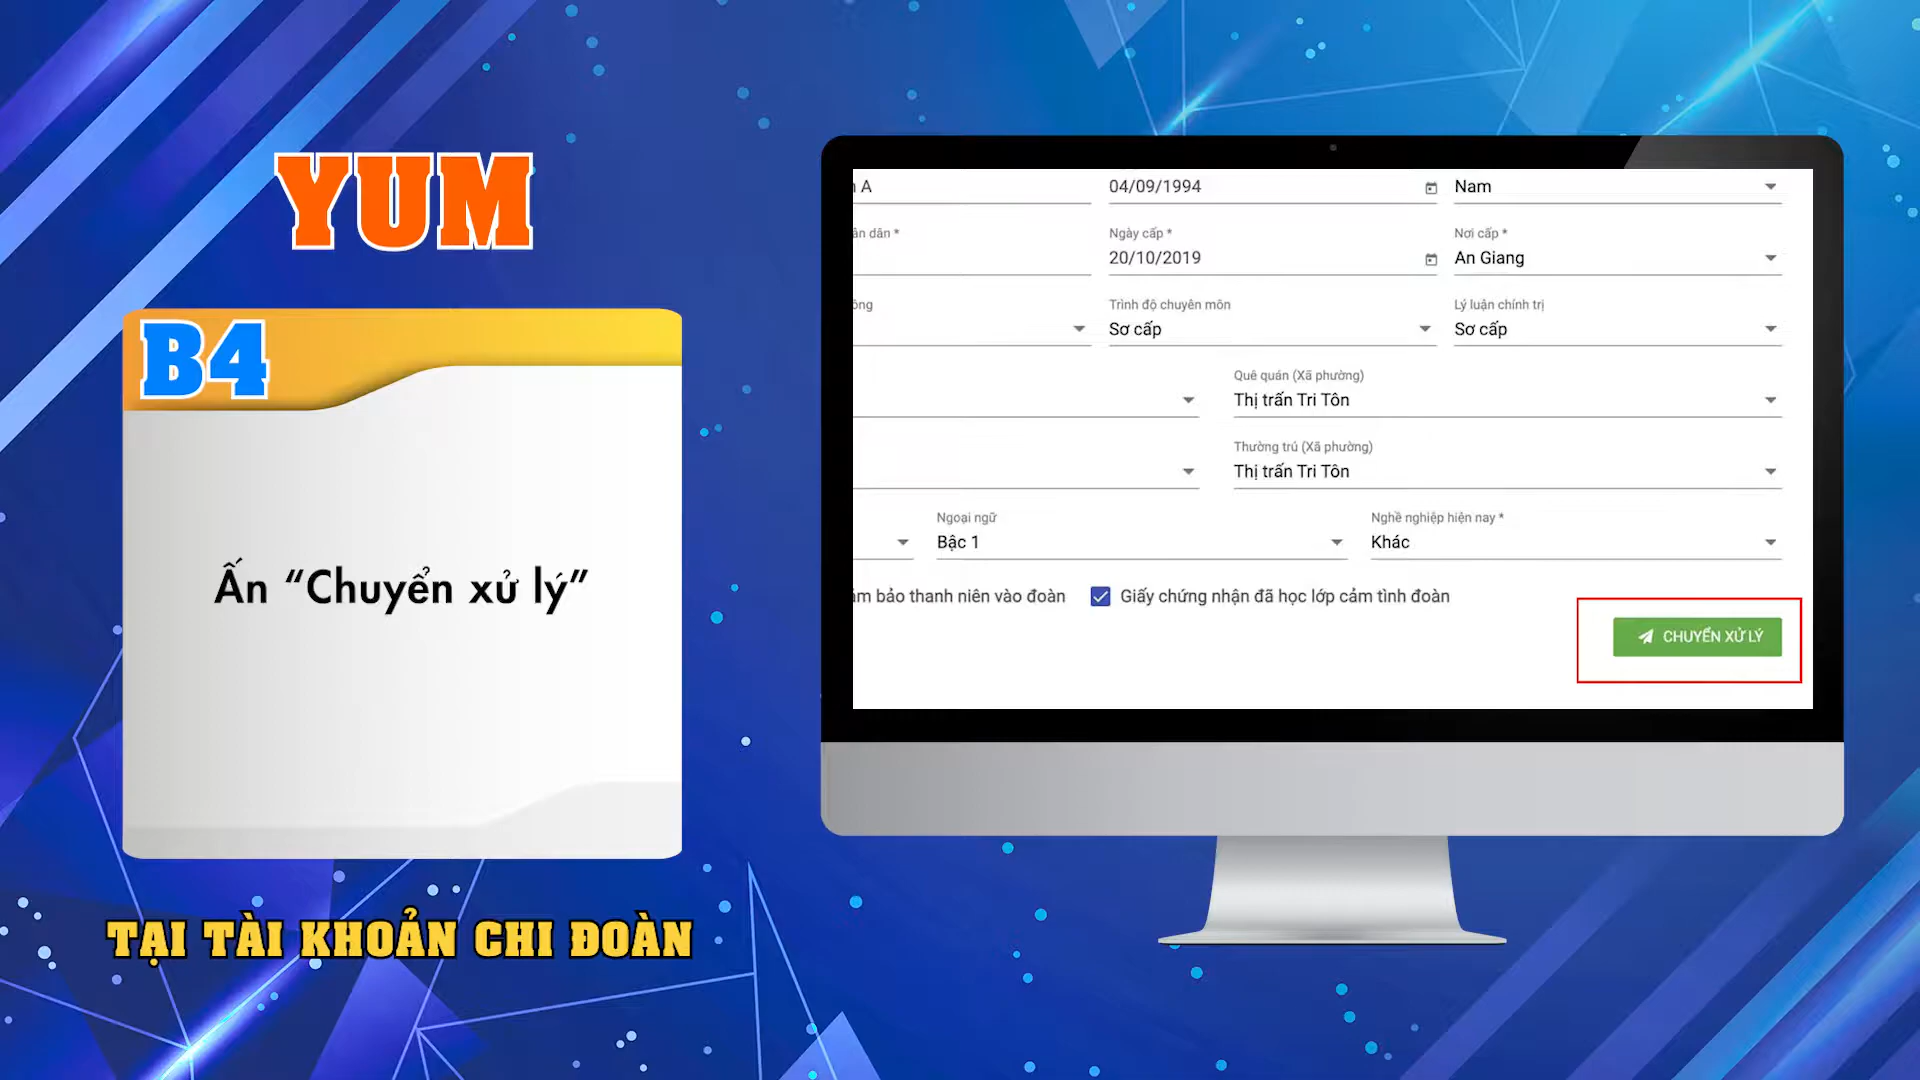 YUM
B4
Ấn “Chuyển xử lý”
TẠI TÀI KHOẢN CHI ĐOÀN
A
04/09/1994
Nam
dân *
Ngày cấp *
20/10/2019
Nơi cấp *
An Giang
Trình độ chuyên môn
Sơ cấp
Lý luận chính trị
Sơ cấp
Quê quán (Xã phường)
Thị trấn Tri Tôn
Thường trú (Xã phường)
Thị trấn Tri Tôn
Ngoại ngữ
Bậc 1
Nghề nghiệp hiện nay *
Khác
bảo thanh niên vào đoàn
Giấy chứng nhận đã học lớp cảm tình đoàn
CHUYỂN XỬ LÝ